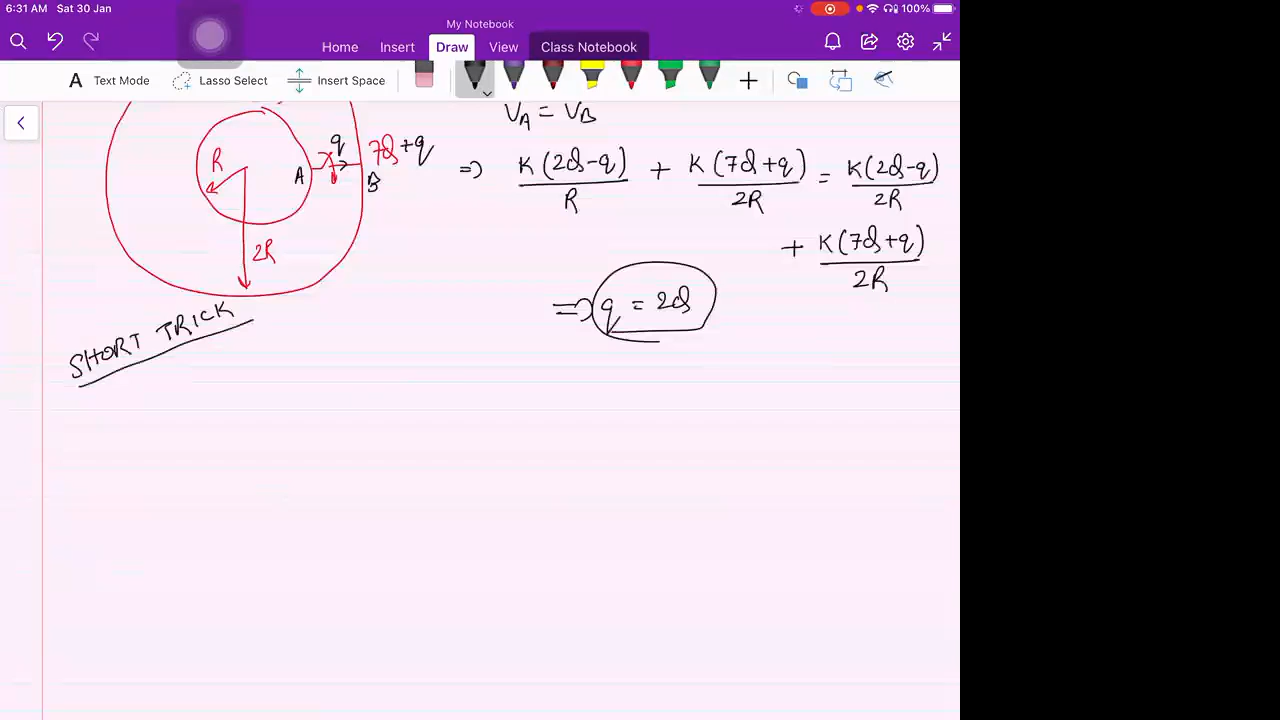 6:31 AM Sat 30 Jan
100%
My Notebook
Home Insert Draw View Class Notebook
A Text Mode Lasso Select Insert Space
V_A = V_B
R
A
q
7Q+q
B
2R
=> K(2Q-q)/R + K(7Q+q)/2R = K(2Q-q)/2R
+ K(7Q+q)/2R
=> q = 2Q
SHORT TRICK